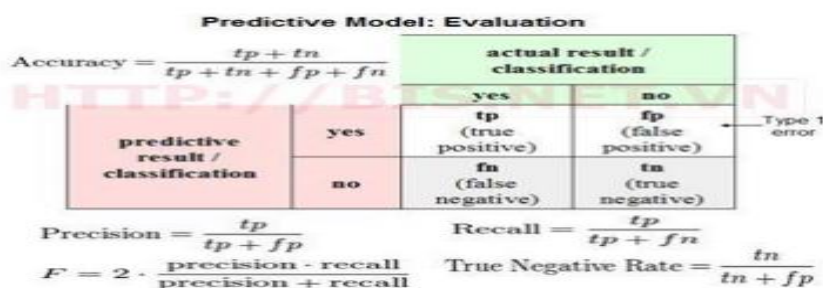 Predictive Model: Evaluation
Accuracy = tp + tn / tp + tn + fp + fn
actual result /
classification
HTTP://BIS.NET.VN
yes no
predictive
result /
classification
yes
tp
(true
positive)
fp
(false
positive)
Type 1
error
no
fn
(false
negative)
tn
(true
negative)
Precision = tp / tp + fp
Recall = tp / tp + fn
F = 2 · precision · recall / precision + recall
True Negative Rate = tn / tn + fp